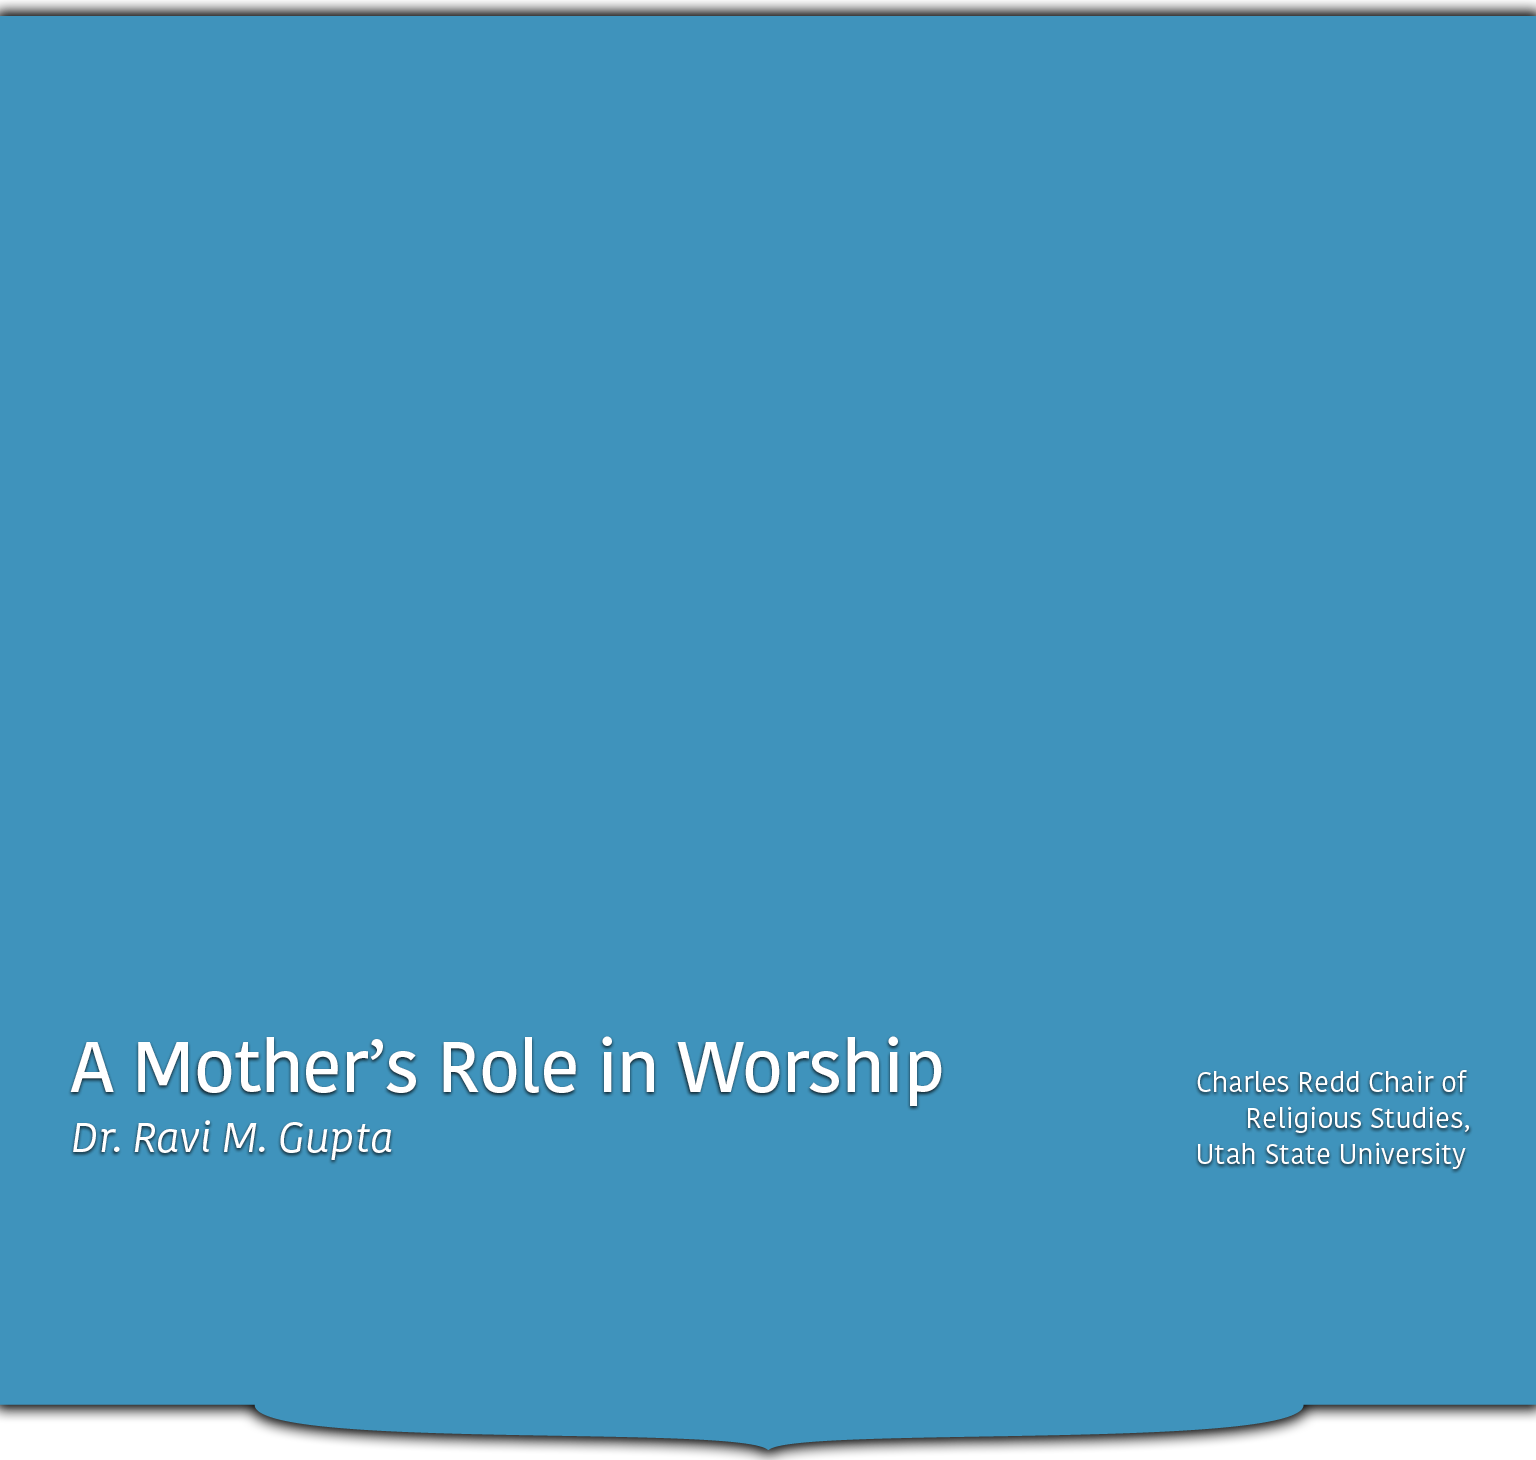 A Mother’s Role in Worship
Dr. Ravi M. Gupta
Charles Redd Chair of
Religious Studies,
Utah State University